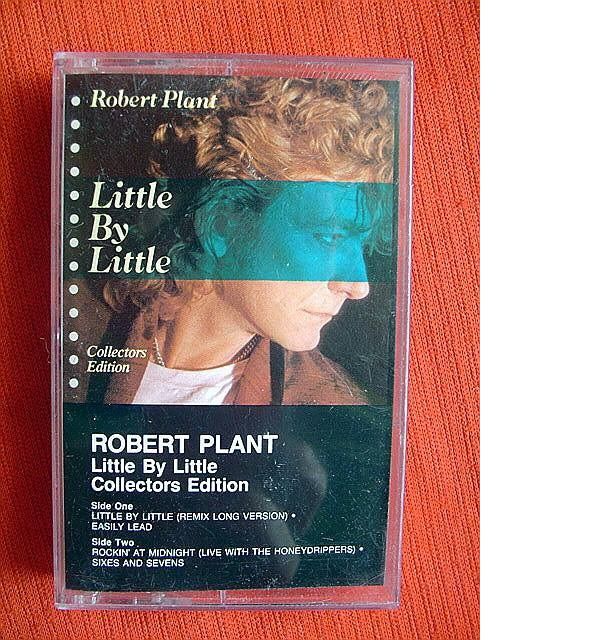 Robert Plant
Little
By
Little
Collectors
Edition
ROBERT PLANT
Little By Little
Collectors Edition
Side One
LITTLE BY LITTLE (REMIX LONG VERSION) •
EASILY LEAD
Side Two
ROCKIN' AT MIDNIGHT (LIVE WITH THE HONEYDRIPPERS) •
SIXES AND SEVENS